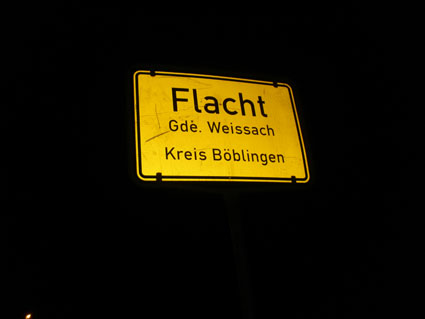 Flacht
Gde. Weissach
Kreis Böblingen